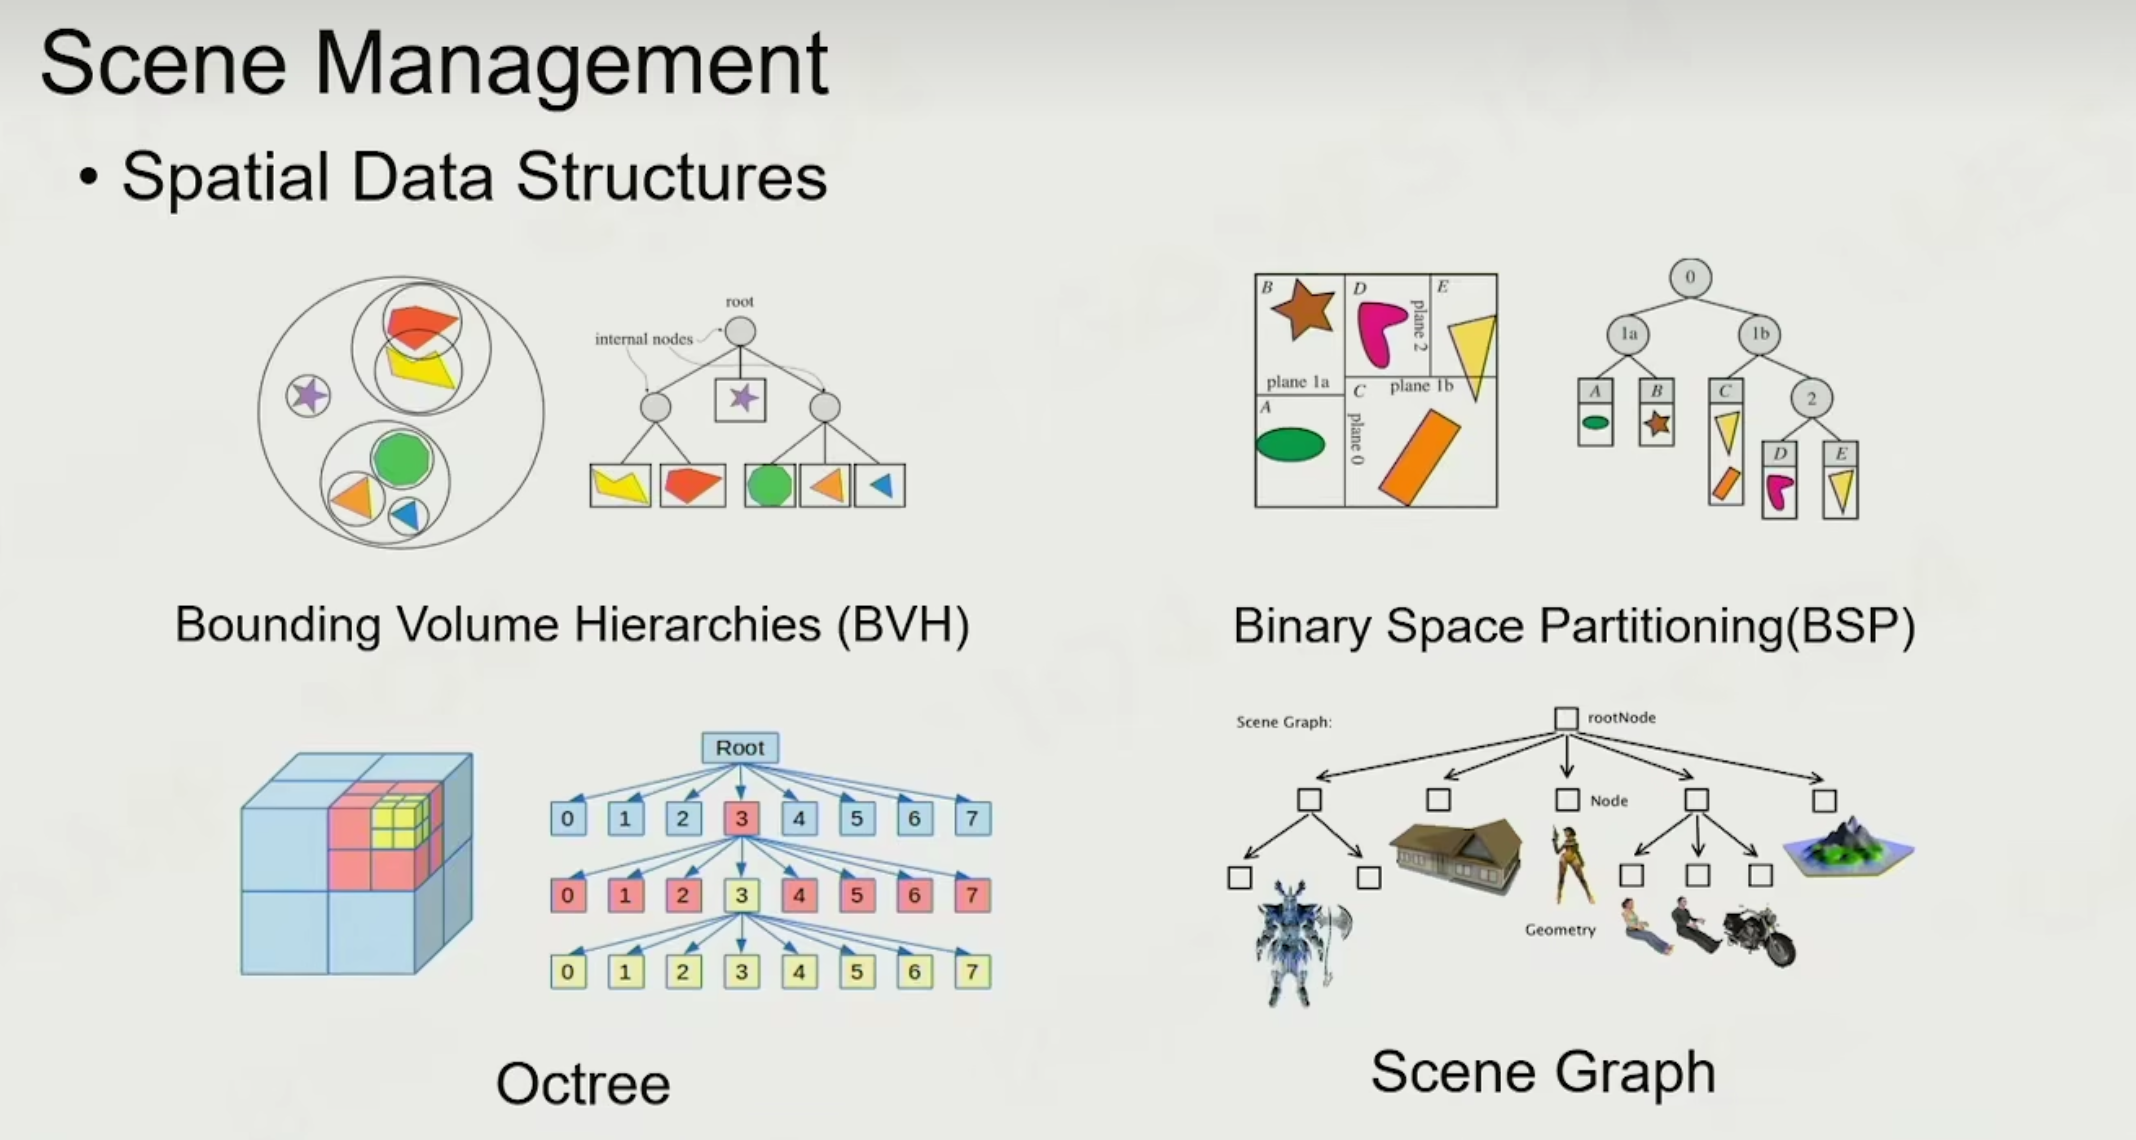 Scene Management
• Spatial Data Structures
root
internal nodes
Bounding Volume Hierarchies (BVH)
B
D
E
plane 2
plane 1a
C
plane 1b
A
plane 0
0
1a
1b
A
B
C
2
D
E
Binary Space Partitioning(BSP)
Root
0 1 2 3 4 5 6 7
0 1 2 3 4 5 6 7
0 1 2 3 4 5 6 7
Octree
Scene Graph:
rootNode
Node
Geometry
Scene Graph